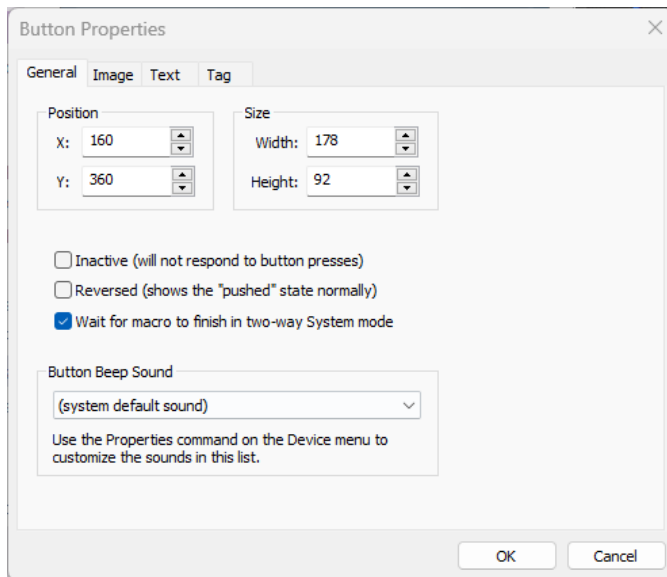 Button Properties
General Image Text Tag
Position
X: 160
Y: 360
Size
Width: 178
Height: 92
Inactive (will not respond to button presses)
Reversed (shows the "pushed" state normally)
Wait for macro to finish in two-way System mode
Button Beep Sound
(system default sound)
Use the Properties command on the Device menu to
customize the sounds in this list.
OK Cancel